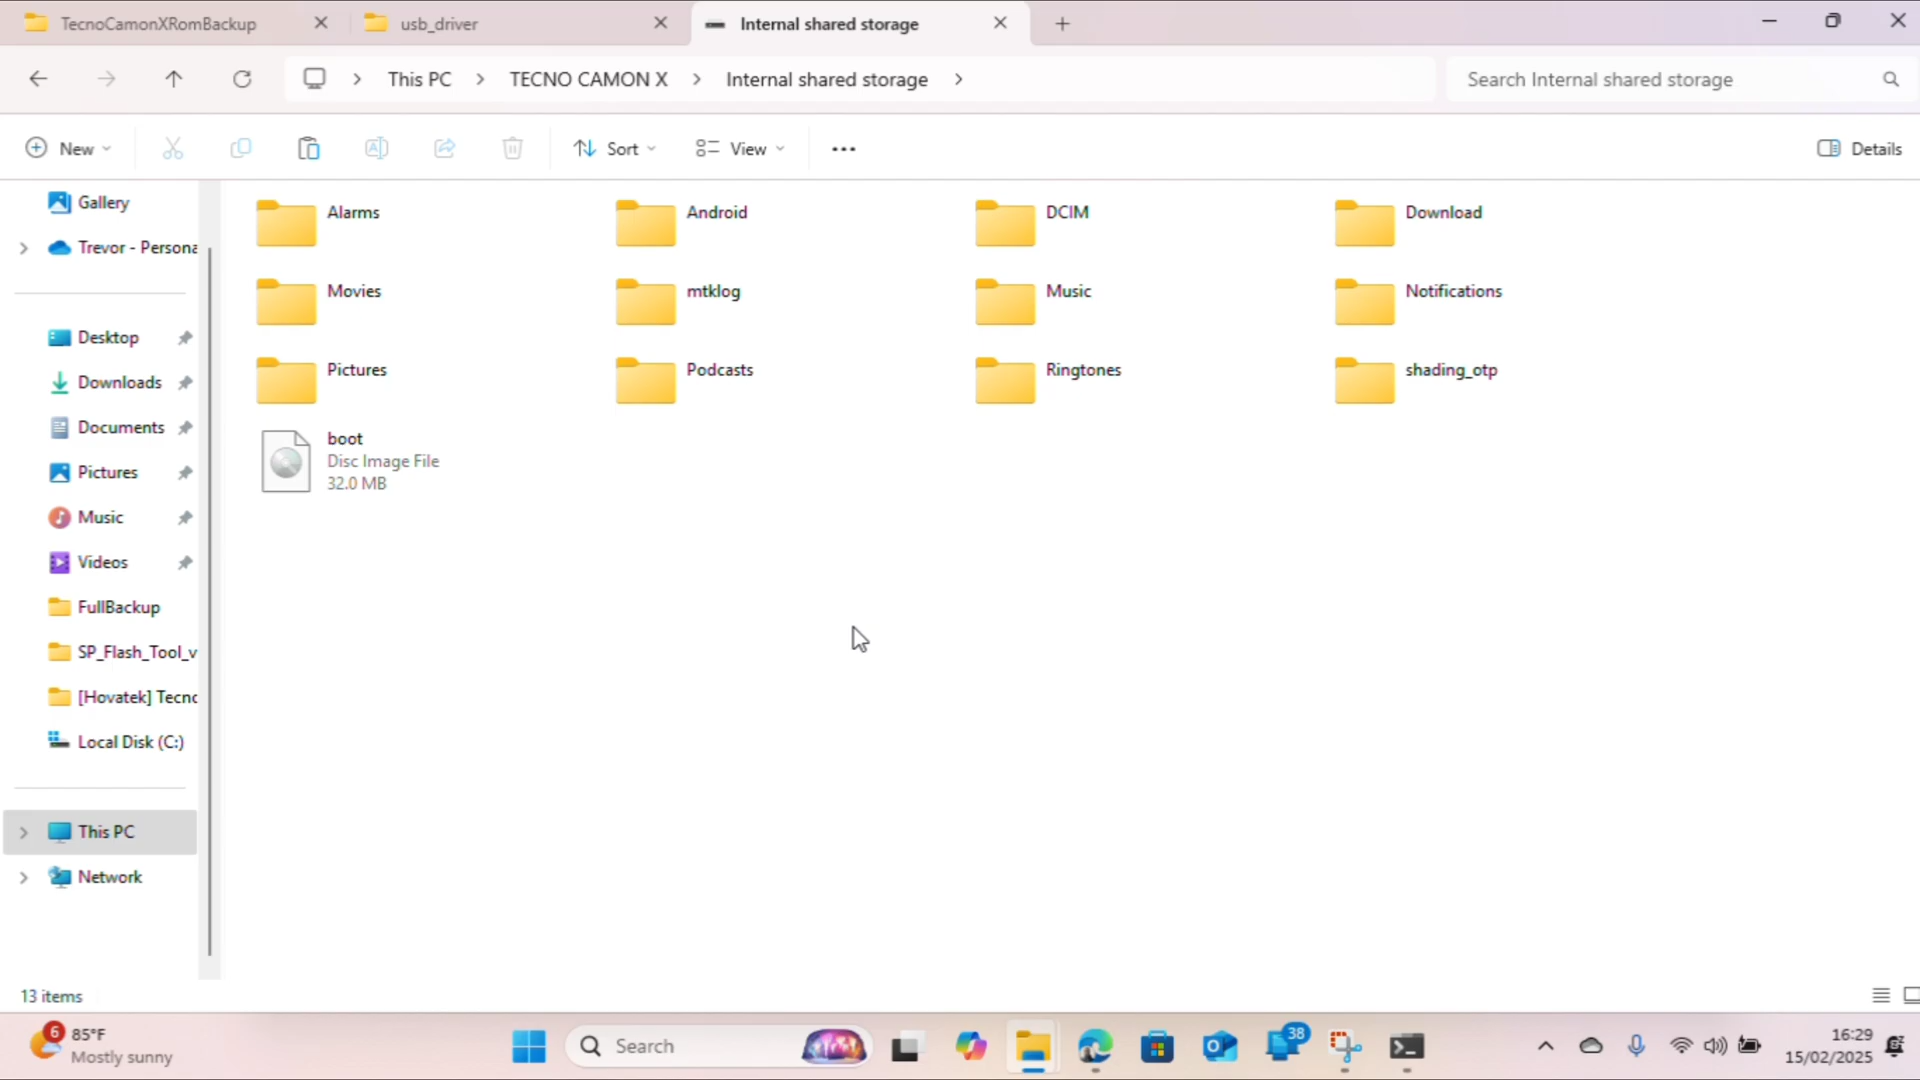 TecnoCamonXRomBackup
usb_driver
Internal shared storage
This PC
TECNO CAMON X
Internal shared storage
Search Internal shared storage
New
Sort
View
Details
Gallery
Trevor - Persona
Desktop
Downloads
Documents
Pictures
Music
Videos
FullBackup
SP_Flash_Tool_v
[Hovatek] Tecno
Local Disk (C:)
This PC
Network
Alarms
Android
DCIM
Download
Movies
mtklog
Music
Notifications
Pictures
Podcasts
Ringtones
shading_otp
boot
Disc Image File
32.0 MB
13 items
6
85°F
Mostly sunny
Search
38
16:29
15/02/2025